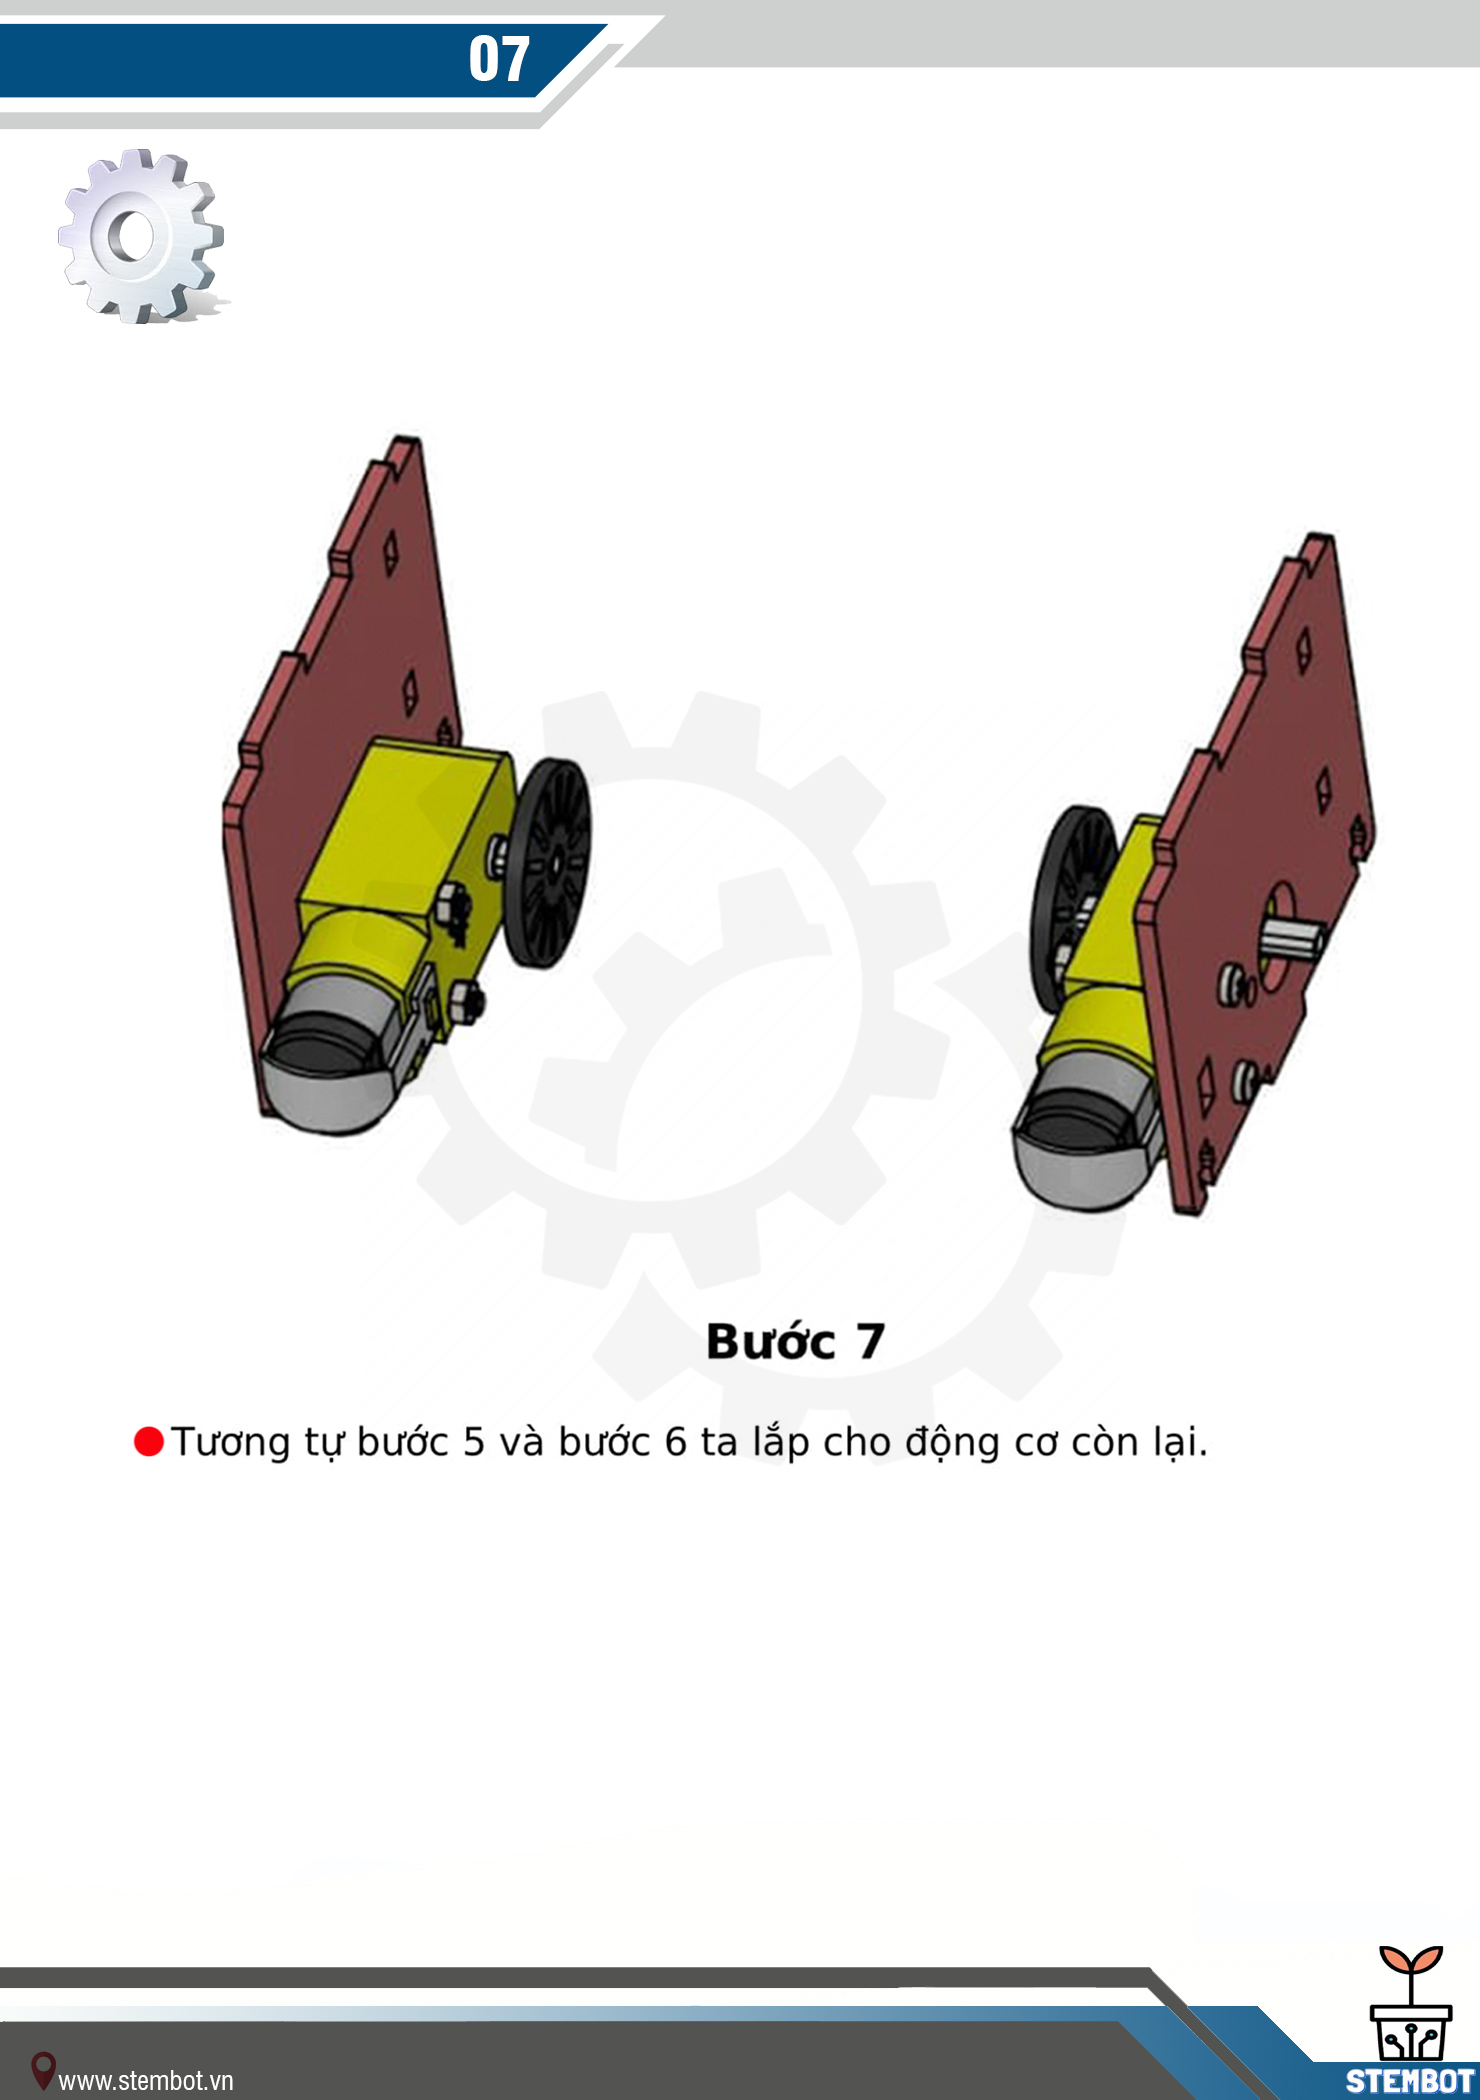 07
Bước 7
Tương tự bước 5 và bước 6 ta lắp cho động cơ còn lại.
www.stembot.vn
STEMBOT